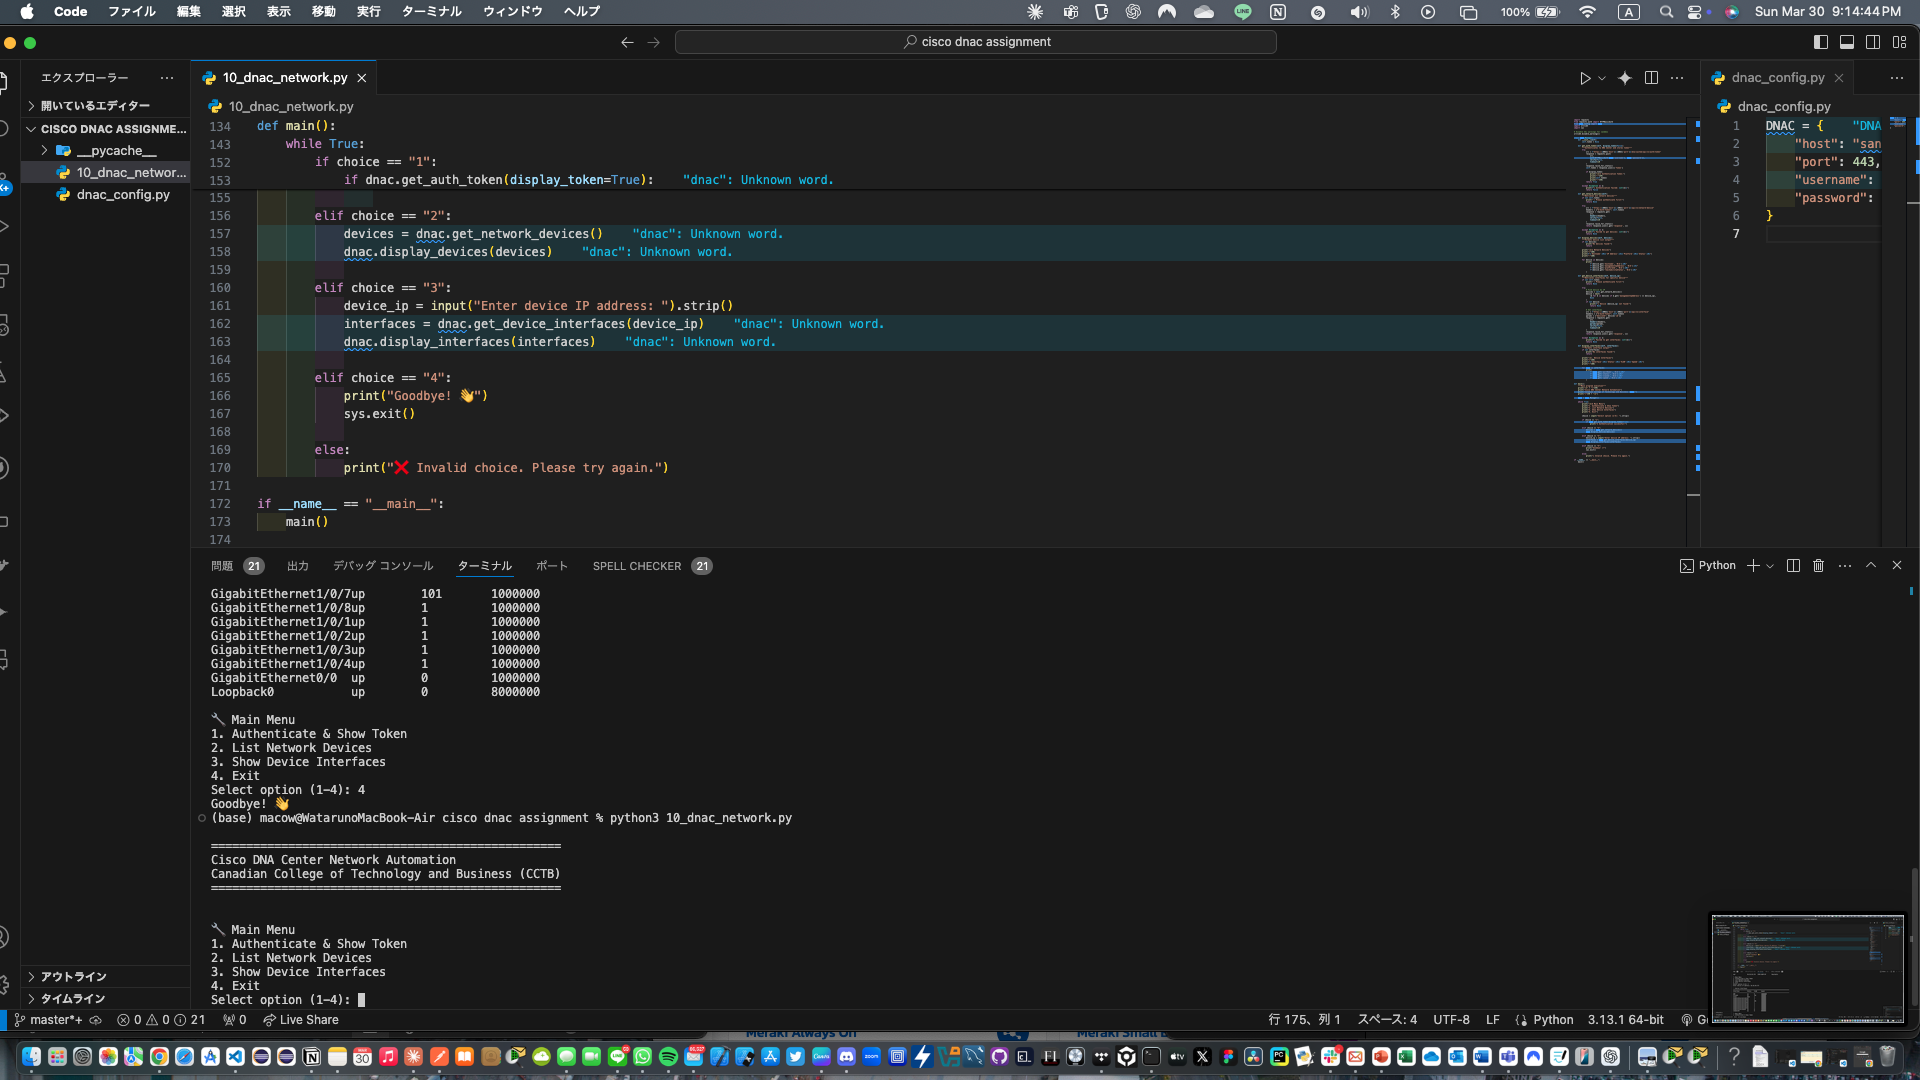 Code ファイル 編集 選択 表示 移動 実行 ターミナル ウィンドウ ヘルプ 100% A Sun Mar 30 9:14:44 PM
cisco dnac assignment
エクスプローラー
開いているエディター
CISCO DNAC ASSIGNME...
__pycache__
10_dnac_networ...
dnac_config.py
アウトライン
タイムライン
10_dnac_network.py
10_dnac_network.py
134 def main():
143 while True:
152 if choice == "1":
153 if dnac.get_auth_token(display_token=True): "dnac": Unknown word.
155
156 elif choice == "2":
157 devices = dnac.get_network_devices() "dnac": Unknown word.
158 dnac.display_devices(devices) "dnac": Unknown word.
159
160 elif choice == "3":
161 device_ip = input("Enter device IP address: ").strip()
162 interfaces = dnac.get_device_interfaces(device_ip) "dnac": Unknown word.
163 dnac.display_interfaces(interfaces) "dnac": Unknown word.
164
165 elif choice == "4":
166 print("Goodbye! 👋")
167 sys.exit()
168
169 else:
170 print("❌ Invalid choice. Please try again.")
171
172 if __name__ == "__main__":
173 main()
174
dnac_config.py
dnac_config.py
1 DNAC = { "DNA
2 "host": "san
3 "port": 443,
4 "username":
5 "password":
6 }
7
問題 21 出力 デバッグ コンソール ターミナル ポート SPELL CHECKER 21
Python
GigabitEthernet1/0/7up 101 1000000
GigabitEthernet1/0/8up 1 1000000
GigabitEthernet1/0/1up 1 1000000
GigabitEthernet1/0/2up 1 1000000
GigabitEthernet1/0/3up 1 1000000
GigabitEthernet1/0/4up 1 1000000
GigabitEthernet0/0 up 0 1000000
Loopback0 up 0 8000000
🔧 Main Menu
1. Authenticate & Show Token
2. List Network Devices
3. Show Device Interfaces
4. Exit
Select option (1-4): 4
Goodbye! 👋
(base) macow@WatarunoMacBook-Air cisco dnac assignment % python3 10_dnac_network.py
==================================================
Cisco DNA Center Network Automation
Canadian College of Technology and Business (CCTB)
==================================================
🔧 Main Menu
1. Authenticate & Show Token
2. List Network Devices
3. Show Device Interfaces
4. Exit
Select option (1-4):
master*+ 0 0 21 0 Live Share 行 175、列 1 スペース: 4 UTF-8 LF Python 3.13.1 64-bit
Meraki Always On